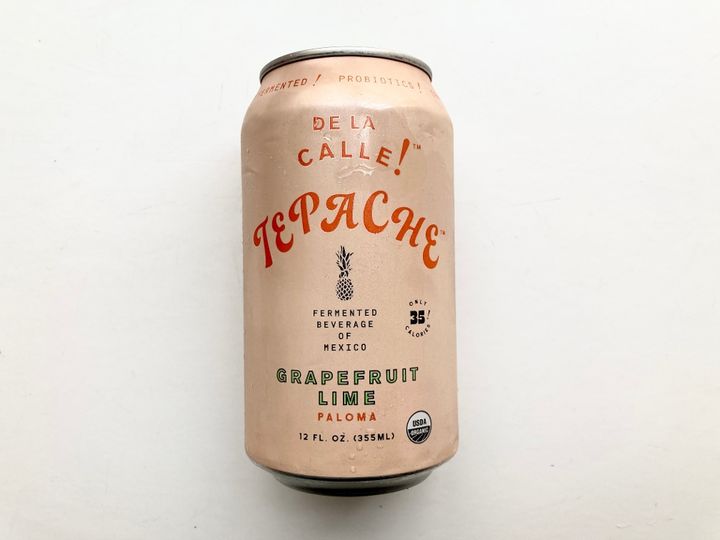 FERMENTED! PROBIOTICS!
DE LA
CALLE!™
TEPACHE™
FERMENTED
BEVERAGE
OF
MEXICO
ONLY
35!
CALORIES
GRAPEFRUIT
LIME
PALOMA
12 FL. OZ. (355ML)
USDA
ORGANIC